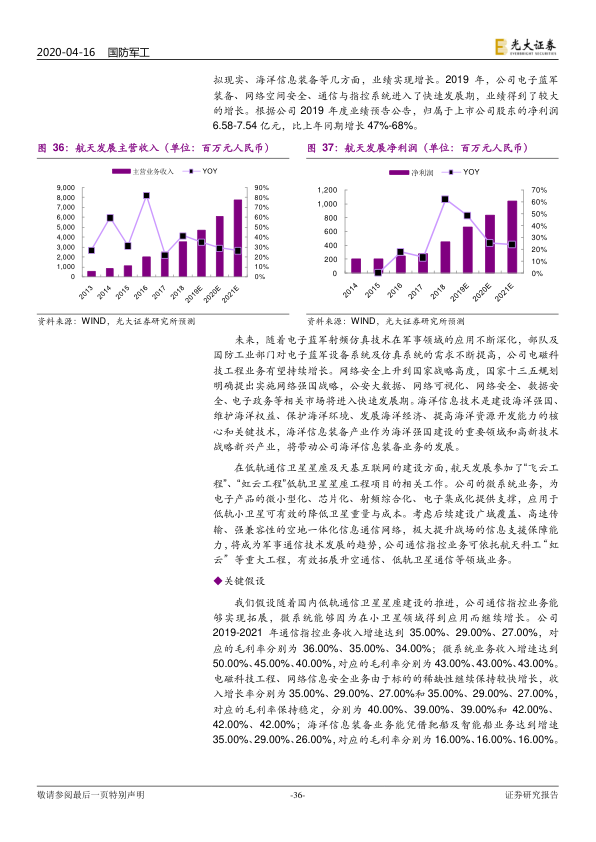 2020-04-16 国防军工
光大证券
EVERBRIGHT SECURITIES
拟现实、海洋信息装备等几方面，业绩实现增长。2019 年，公司电子蓝军
装备、网络空间安全、通信与指控系统进入了快速发展期，业绩得到了较大
的增长。根据公司 2019 年度业绩预告公告，归属于上市公司股东的净利润
6.58-7.54 亿元，比上年同期增长 47%-68%。
图 36：航天发展主营收入（单位：百万元人民币）
主营业务收入 YOY
9,000
8,000
7,000
6,000
5,000
4,000
3,000
2,000
1,000
0
90%
80%
70%
60%
50%
40%
30%
20%
10%
0%
2013 2014 2015 2016 2017 2018 2019E 2020E 2021E
资料来源：WIND，光大证券研究所预测
图 37：航天发展净利润（单位：百万元人民币）
净利润 YOY
1,200
1,000
800
600
400
200
0
70%
60%
50%
40%
30%
20%
10%
0%
2014 2015 2016 2017 2018 2019E 2020E 2021E
资料来源：WIND，光大证券研究所预测
未来，随着电子蓝军射频仿真技术在军事领域的应用不断深化，部队及
国防工业部门对电子蓝军设备系统及仿真系统的需求不断提高，公司电磁科
技工程业务有望持续增长。网络安全上升到国家战略高度，国家十三五规划
明确提出实施网络强国战略，公安大数据、网络可视化、网络安全、数据安
全、电子政务等相关市场将进入快速发展期。海洋信息技术是建设海洋强国、
维护海洋权益、保护海洋环境、发展海洋经济、提高海洋资源开发能力的核
心和关键技术，海洋信息装备产业作为海洋强国建设的重要领域和高新技术
战略新兴产业，将带动公司海洋信息装备业务的发展。
在低轨通信卫星星座及天基互联网的建设方面，航天发展参加了“飞云工
程”、“虹云工程”低轨卫星星座工程项目的相关工作。公司的微系统业务，为
电子产品的微小型化、芯片化、射频综合化、电子集成化提供支撑，应用于
低轨小卫星可有效的降低卫星重量与成本。考虑后续建设广域覆盖、高速传
输、强兼容性的空地一体化信息通信网络，极大提升战场的信息支援保障能
力，将成为军事通信技术发展的趋势，公司通信指控业务可依托航天科工“虹
云”等重大工程，有效拓展升空通信、低轨卫星通信等领域业务。
◆关键假设
我们假设随着国内低轨通信卫星星座建设的推进，公司通信指控业务能
够实现拓展，微系统能够因为在小卫星领域得到应用而继续增长。公司
2019-2021 年通信指控业务收入增速达到 35.00%、29.00%、27.00%，对
应的毛利率分别为 36.00%、35.00%、34.00%；微系统业务收入增速达到
50.00%、45.00%、40.00%，对应的毛利率分别为 43.00%、43.00%、43.00%。
电磁科技工程、网络信息安全业务由于标的的稀缺性继续保持较快增长，收
入增长率分别为 35.00%、29.00%、27.00%和 35.00%、29.00%、27.00%，
对应的毛利率保持稳定，分别为 40.00%、39.00%、39.00%和 42.00%、
42.00%、42.00%；海洋信息装备业务能凭借靶船及智能船业务达到增速
35.00%、29.00%、26.00%，对应的毛利率分别为 16.00%、16.00%、16.00%。
敬请参阅最后一页特别声明 -36- 证券研究报告